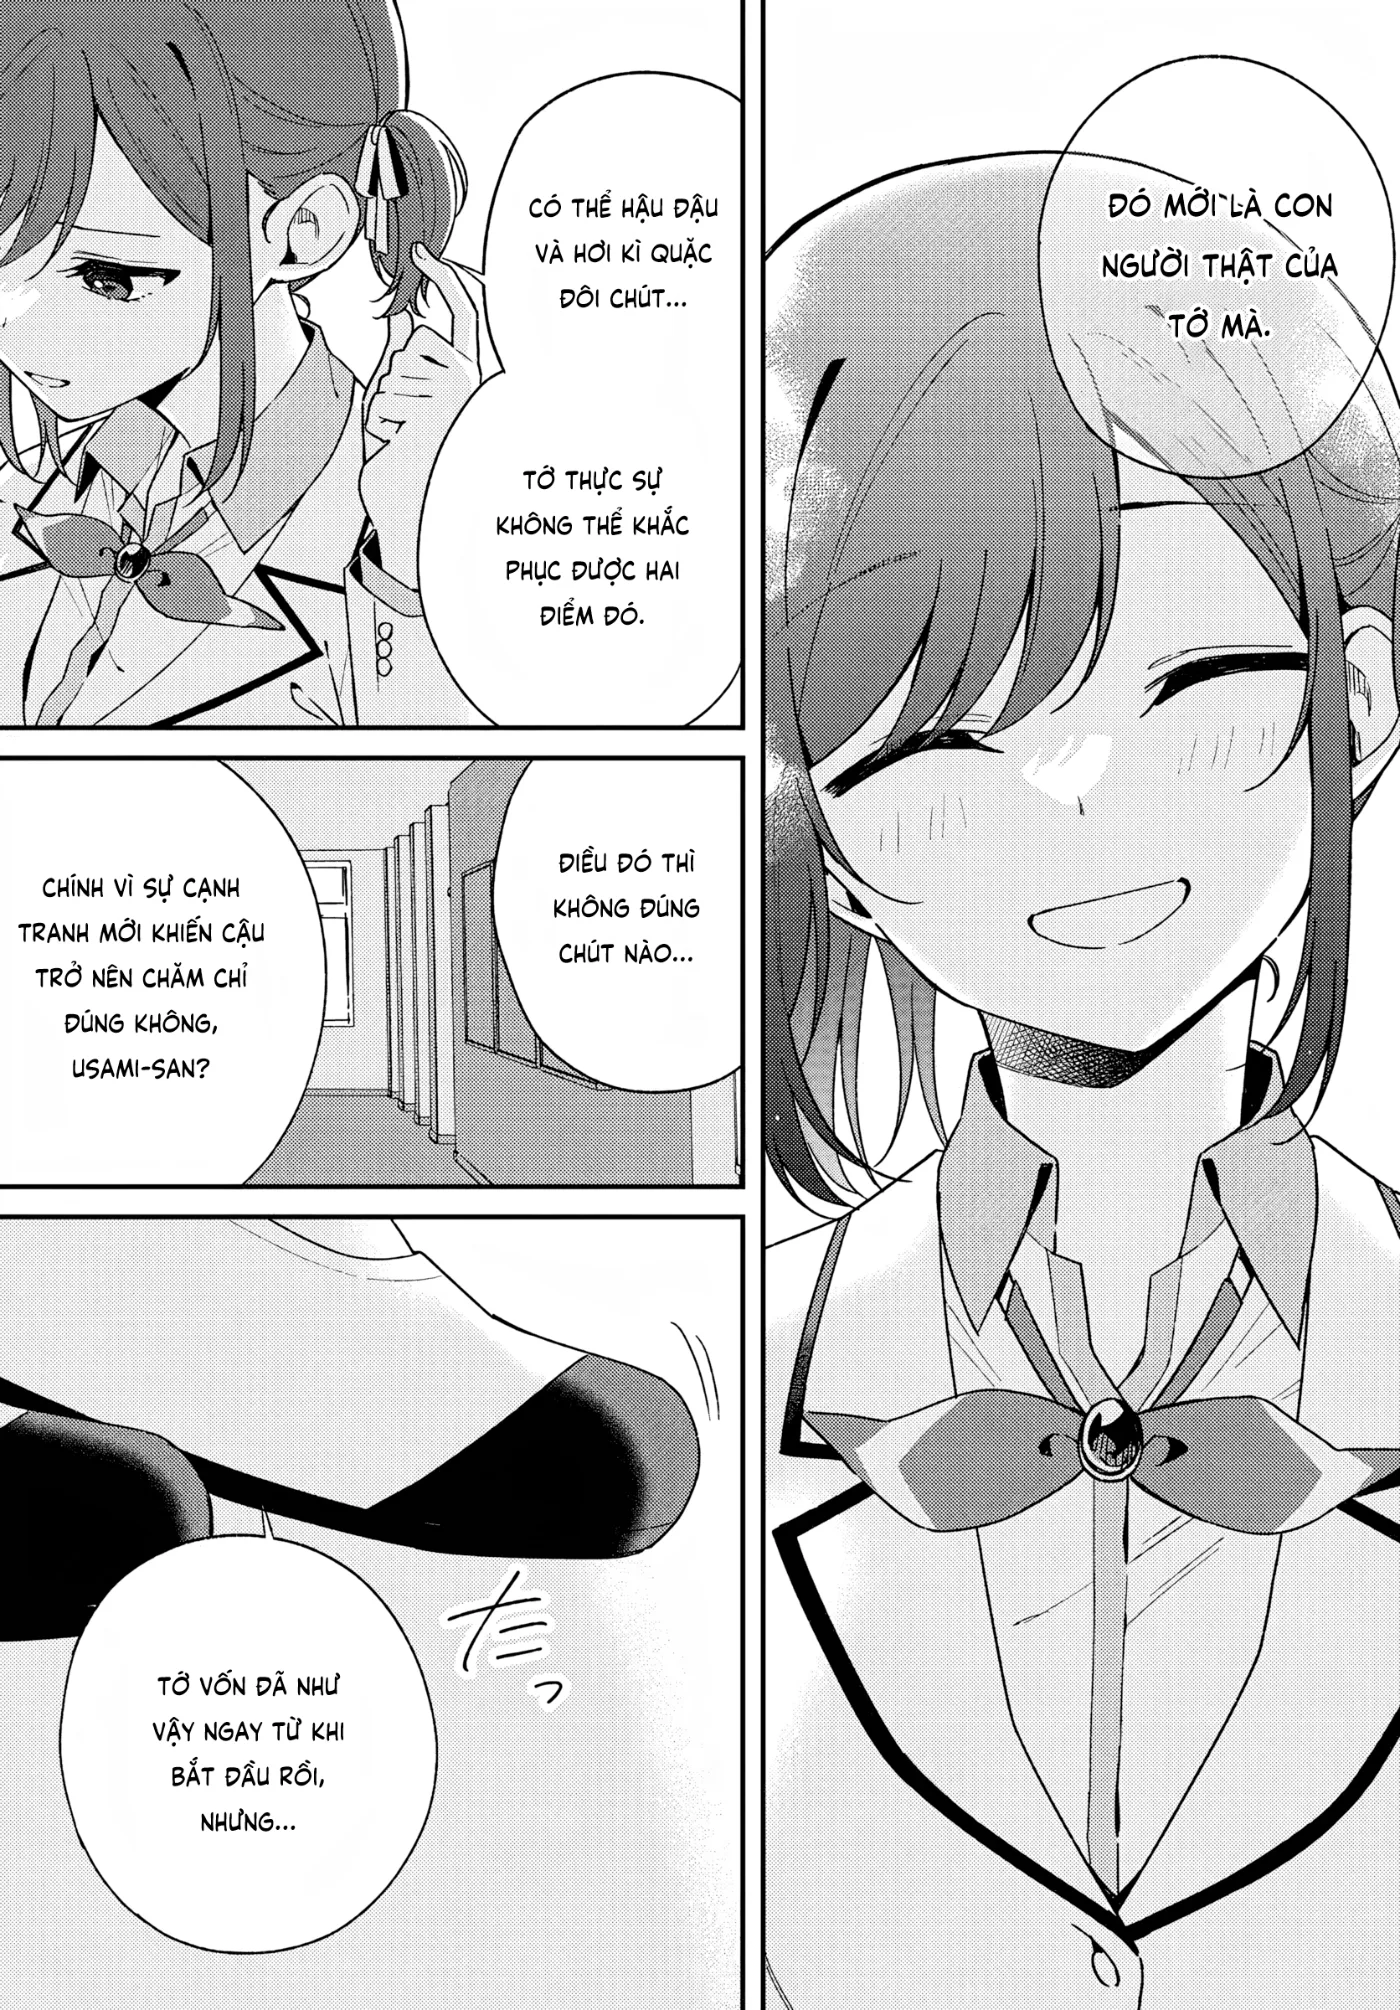 ĐÓ MỚI LÀ CON
NGƯỜI THẬT CỦA
TỚ MÀ.
CÓ THỂ HẬU ĐẬU
VÀ HƠI KÌ QUẶC
ĐÔI CHÚT...
TỚ THỰC SỰ
KHÔNG THỂ KHẮC
PHỤC ĐƯỢC HAI
ĐIỂM ĐÓ.
ĐIỀU ĐÓ THÌ
KHÔNG ĐÚNG
CHÚT NÀO...
CHÍNH VÌ SỰ CẠNH
TRANH MỚI KHIẾN CẬU
TRỞ NÊN CHĂM CHỈ
ĐÚNG KHÔNG,
USAMI-SAN?
ピタっ
TỚ VỐN ĐÃ NHƯ
VẬY NGAY TỪ KHI
BẮT ĐẦU RỒI,
NHƯNG...